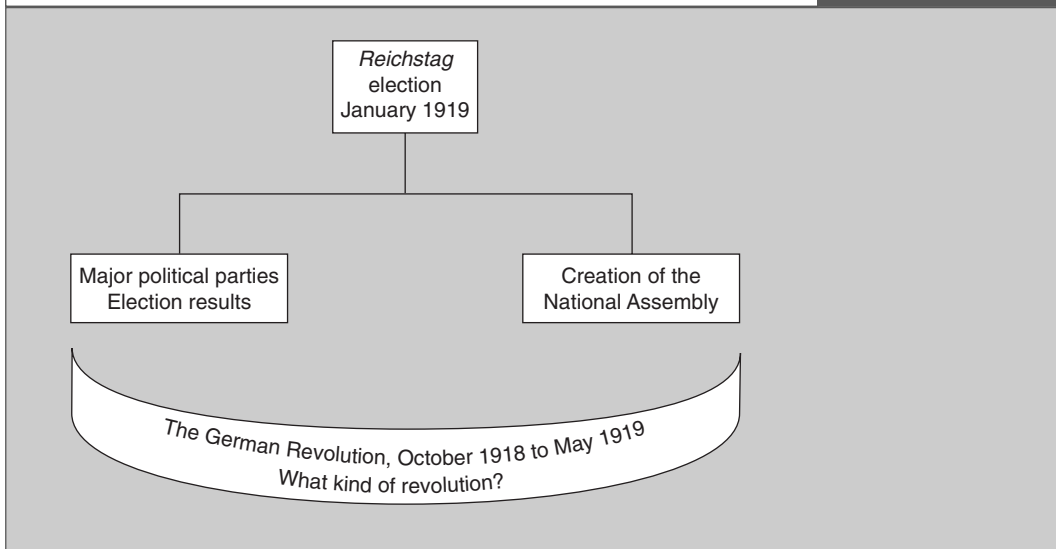 Reichstag
election
January 1919
Major political parties
Election results
Creation of the
National Assembly
The German Revolution, October 1918 to May 1919
What kind of revolution?